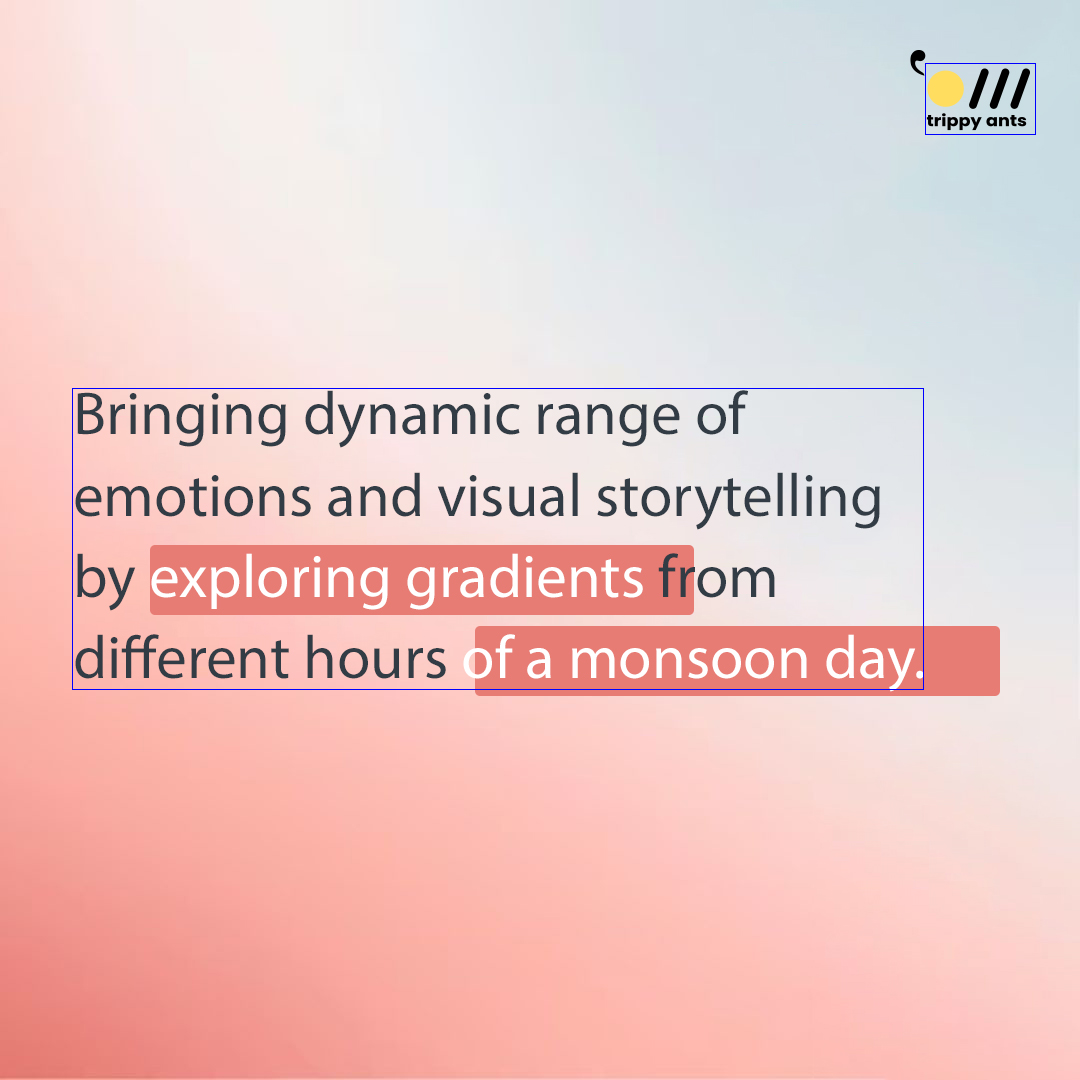 trippy ants
Bringing dynamic range of
emotions and visual storytelling
by exploring gradients from
different hours of a monsoon day.